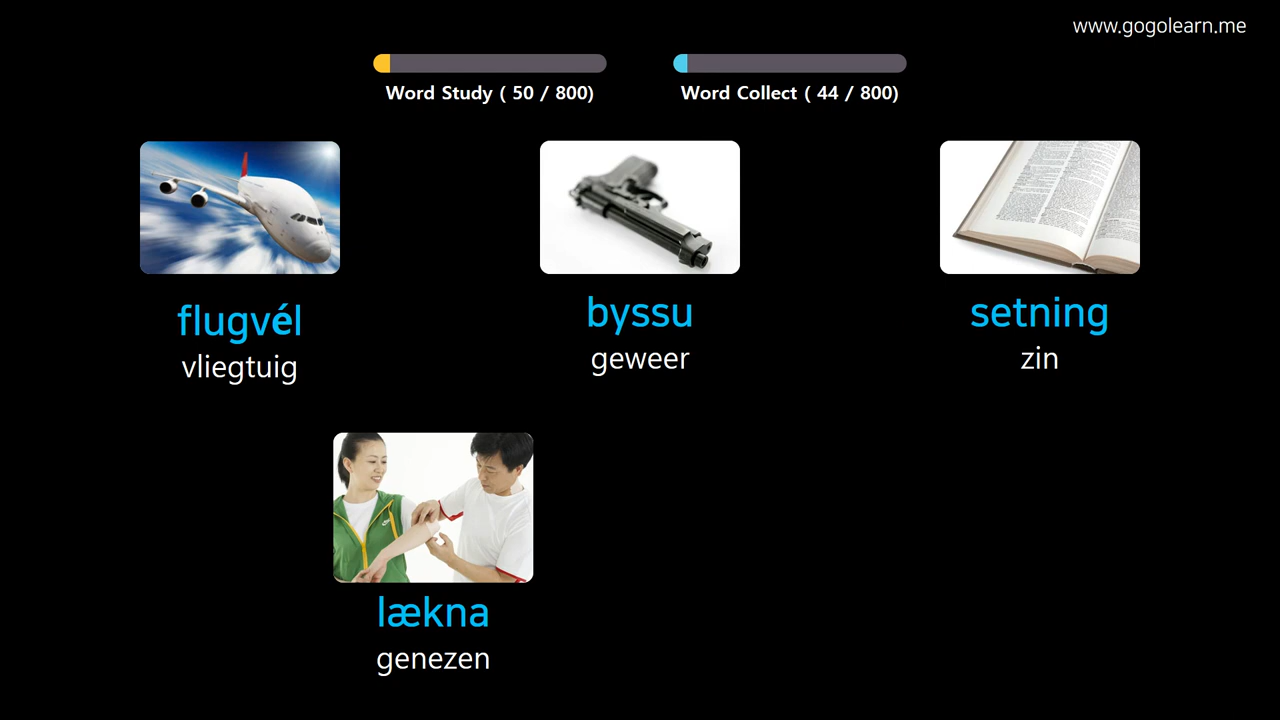 www.gogolearn.me
Word Study ( 50 / 800)
Word Collect ( 44 / 800)
flugvél
vliegtuig
byssu
geweer
setning
zin
lækna
genezen